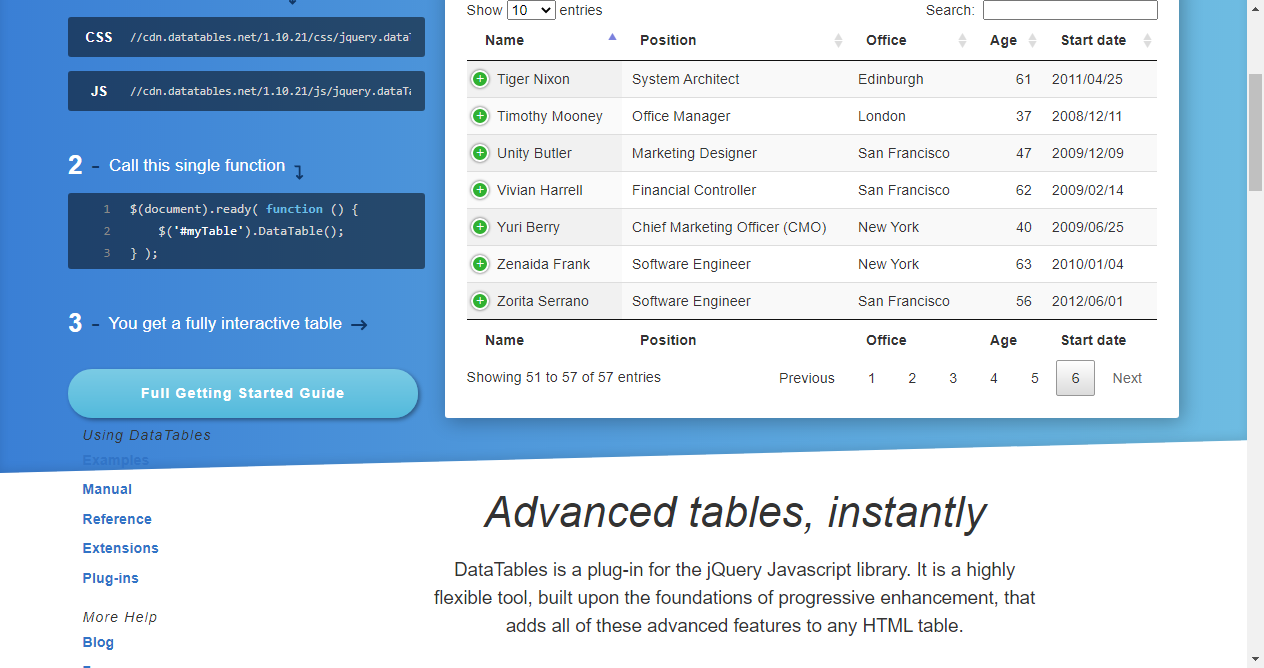 CSS //cdn.datatables.net/1.10.21/css/jquery.data
JS //cdn.datatables.net/1.10.21/js/jquery.dataTa
2 - Call this single function
1 $(document).ready( function () {
2 $('#myTable').DataTable();
3 } );
3 - You get a fully interactive table →
Full Getting Started Guide
Using DataTables
Examples
Manual
Reference
Extensions
Plug-ins
More Help
Blog
Show 10 entries Search:
Name Position Office Age Start date
Tiger Nixon System Architect Edinburgh 61 2011/04/25
Timothy Mooney Office Manager London 37 2008/12/11
Unity Butler Marketing Designer San Francisco 47 2009/12/09
Vivian Harrell Financial Controller San Francisco 62 2009/02/14
Yuri Berry Chief Marketing Officer (CMO) New York 40 2009/06/25
Zenaida Frank Software Engineer New York 63 2010/01/04
Zorita Serrano Software Engineer San Francisco 56 2012/06/01
Name Position Office Age Start date
Showing 51 to 57 of 57 entries Previous 1 2 3 4 5 6 Next
Advanced tables, instantly
DataTables is a plug-in for the jQuery Javascript library. It is a highly
flexible tool, built upon the foundations of progressive enhancement, that
adds all of these advanced features to any HTML table.